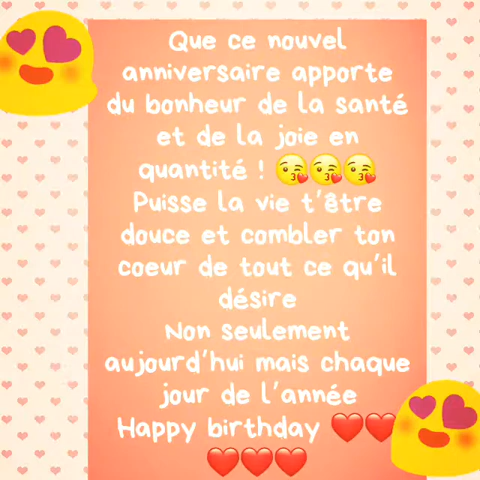 Que ce nouvel
anniversaire apporte
du bonheur de la santé
et de la joie en
quantité ! 😘😘😘
Puisse la vie t'être
douce et combler ton
coeur de tout ce qu'il
désire
Non seulement
aujourd'hui mais chaque
jour de l'année
Happy birthday ❤️❤️
❤️❤️❤️